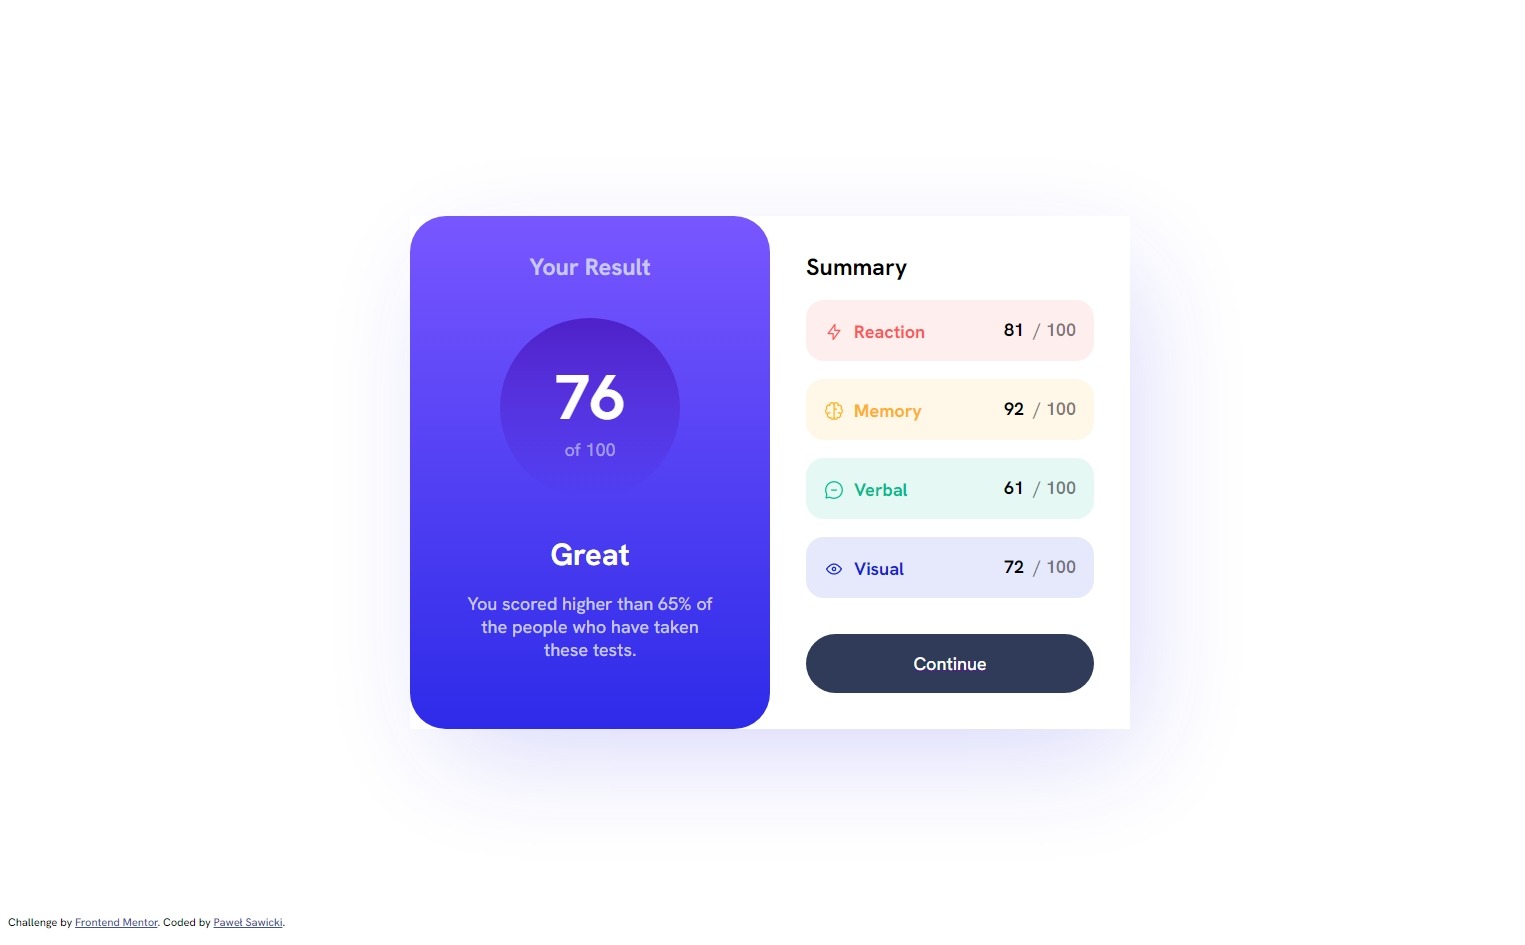 Your Result
76
of 100
Great
You scored higher than 65% of
the people who have taken
these tests.
Summary
Reaction 81 / 100
Memory 92 / 100
Verbal 61 / 100
Visual 72 / 100
Continue
Challenge by Frontend Mentor. Coded by Paweł Sawicki.